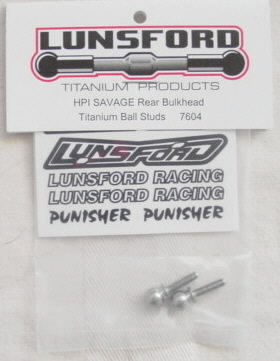 LUNSFORD
TITANIUM PRODUCTS
HPI SAVAGE Rear Bulkhead
Titanium Ball Studs 7604
LUNSFORD
LUNSFORD RACING
LUNSFORD RACING
PUNISHER PUNISHER